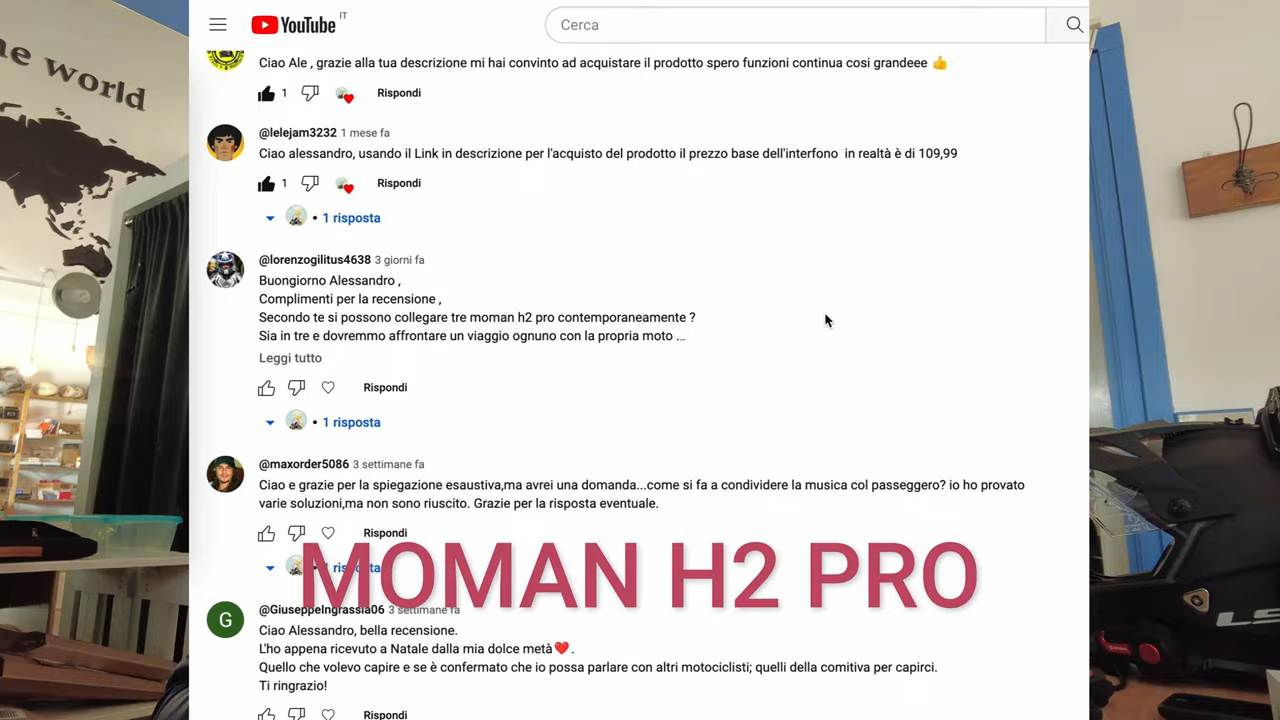 he world
YouTube IT
Cerca
Ciao Ale , grazie alla tua descrizione mi hai convinto ad acquistare il prodotto spero funzioni continua cosi grandeee 👍
1 Rispondi
@lelejam3232 1 mese fa
Ciao alessandro, usando il Link in descrizione per l'acquisto del prodotto il prezzo base dell'interfono in realtà è di 109,99
1 Rispondi
• 1 risposta
@lorenzogilitus4638 3 giorni fa
Buongiorno Alessandro ,
Complimenti per la recensione ,
Secondo te si possono collegare tre moman h2 pro contemporaneamente ?
Sia in tre e dovremmo affrontare un viaggio ognuno con la propria moto ...
Leggi tutto
Rispondi
• 1 risposta
@maxorder5086 3 settimane fa
Ciao e grazie per la spiegazione esaustiva,ma avrei una domanda...come si fa a condividere la musica col passeggero? io ho provato
varie soluzioni,ma non sono riuscito. Grazie per la risposta eventuale.
Rispondi
1 risposta
MOMAN H2 PRO
G
@GiuseppeIngrassia06 3 settimane fa
Ciao Alessandro, bella recensione.
L'ho appena ricevuto a Natale dalla mia dolce metà❤️.
Quello che volevo capire e se è confermato che io possa parlare con altri motociclisti; quelli della comitiva per capirci.
Ti ringrazio!
Rispondi
LS